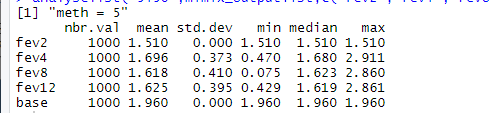 [1] "meth = 5"
nbr.val mean std.dev min median max
fev2 1000 1.510 0.000 1.510 1.510 1.510
fev4 1000 1.696 0.373 0.470 1.680 2.911
fev8 1000 1.618 0.410 0.075 1.623 2.860
fev12 1000 1.625 0.395 0.429 1.619 2.861
base 1000 1.960 0.000 1.960 1.960 1.960